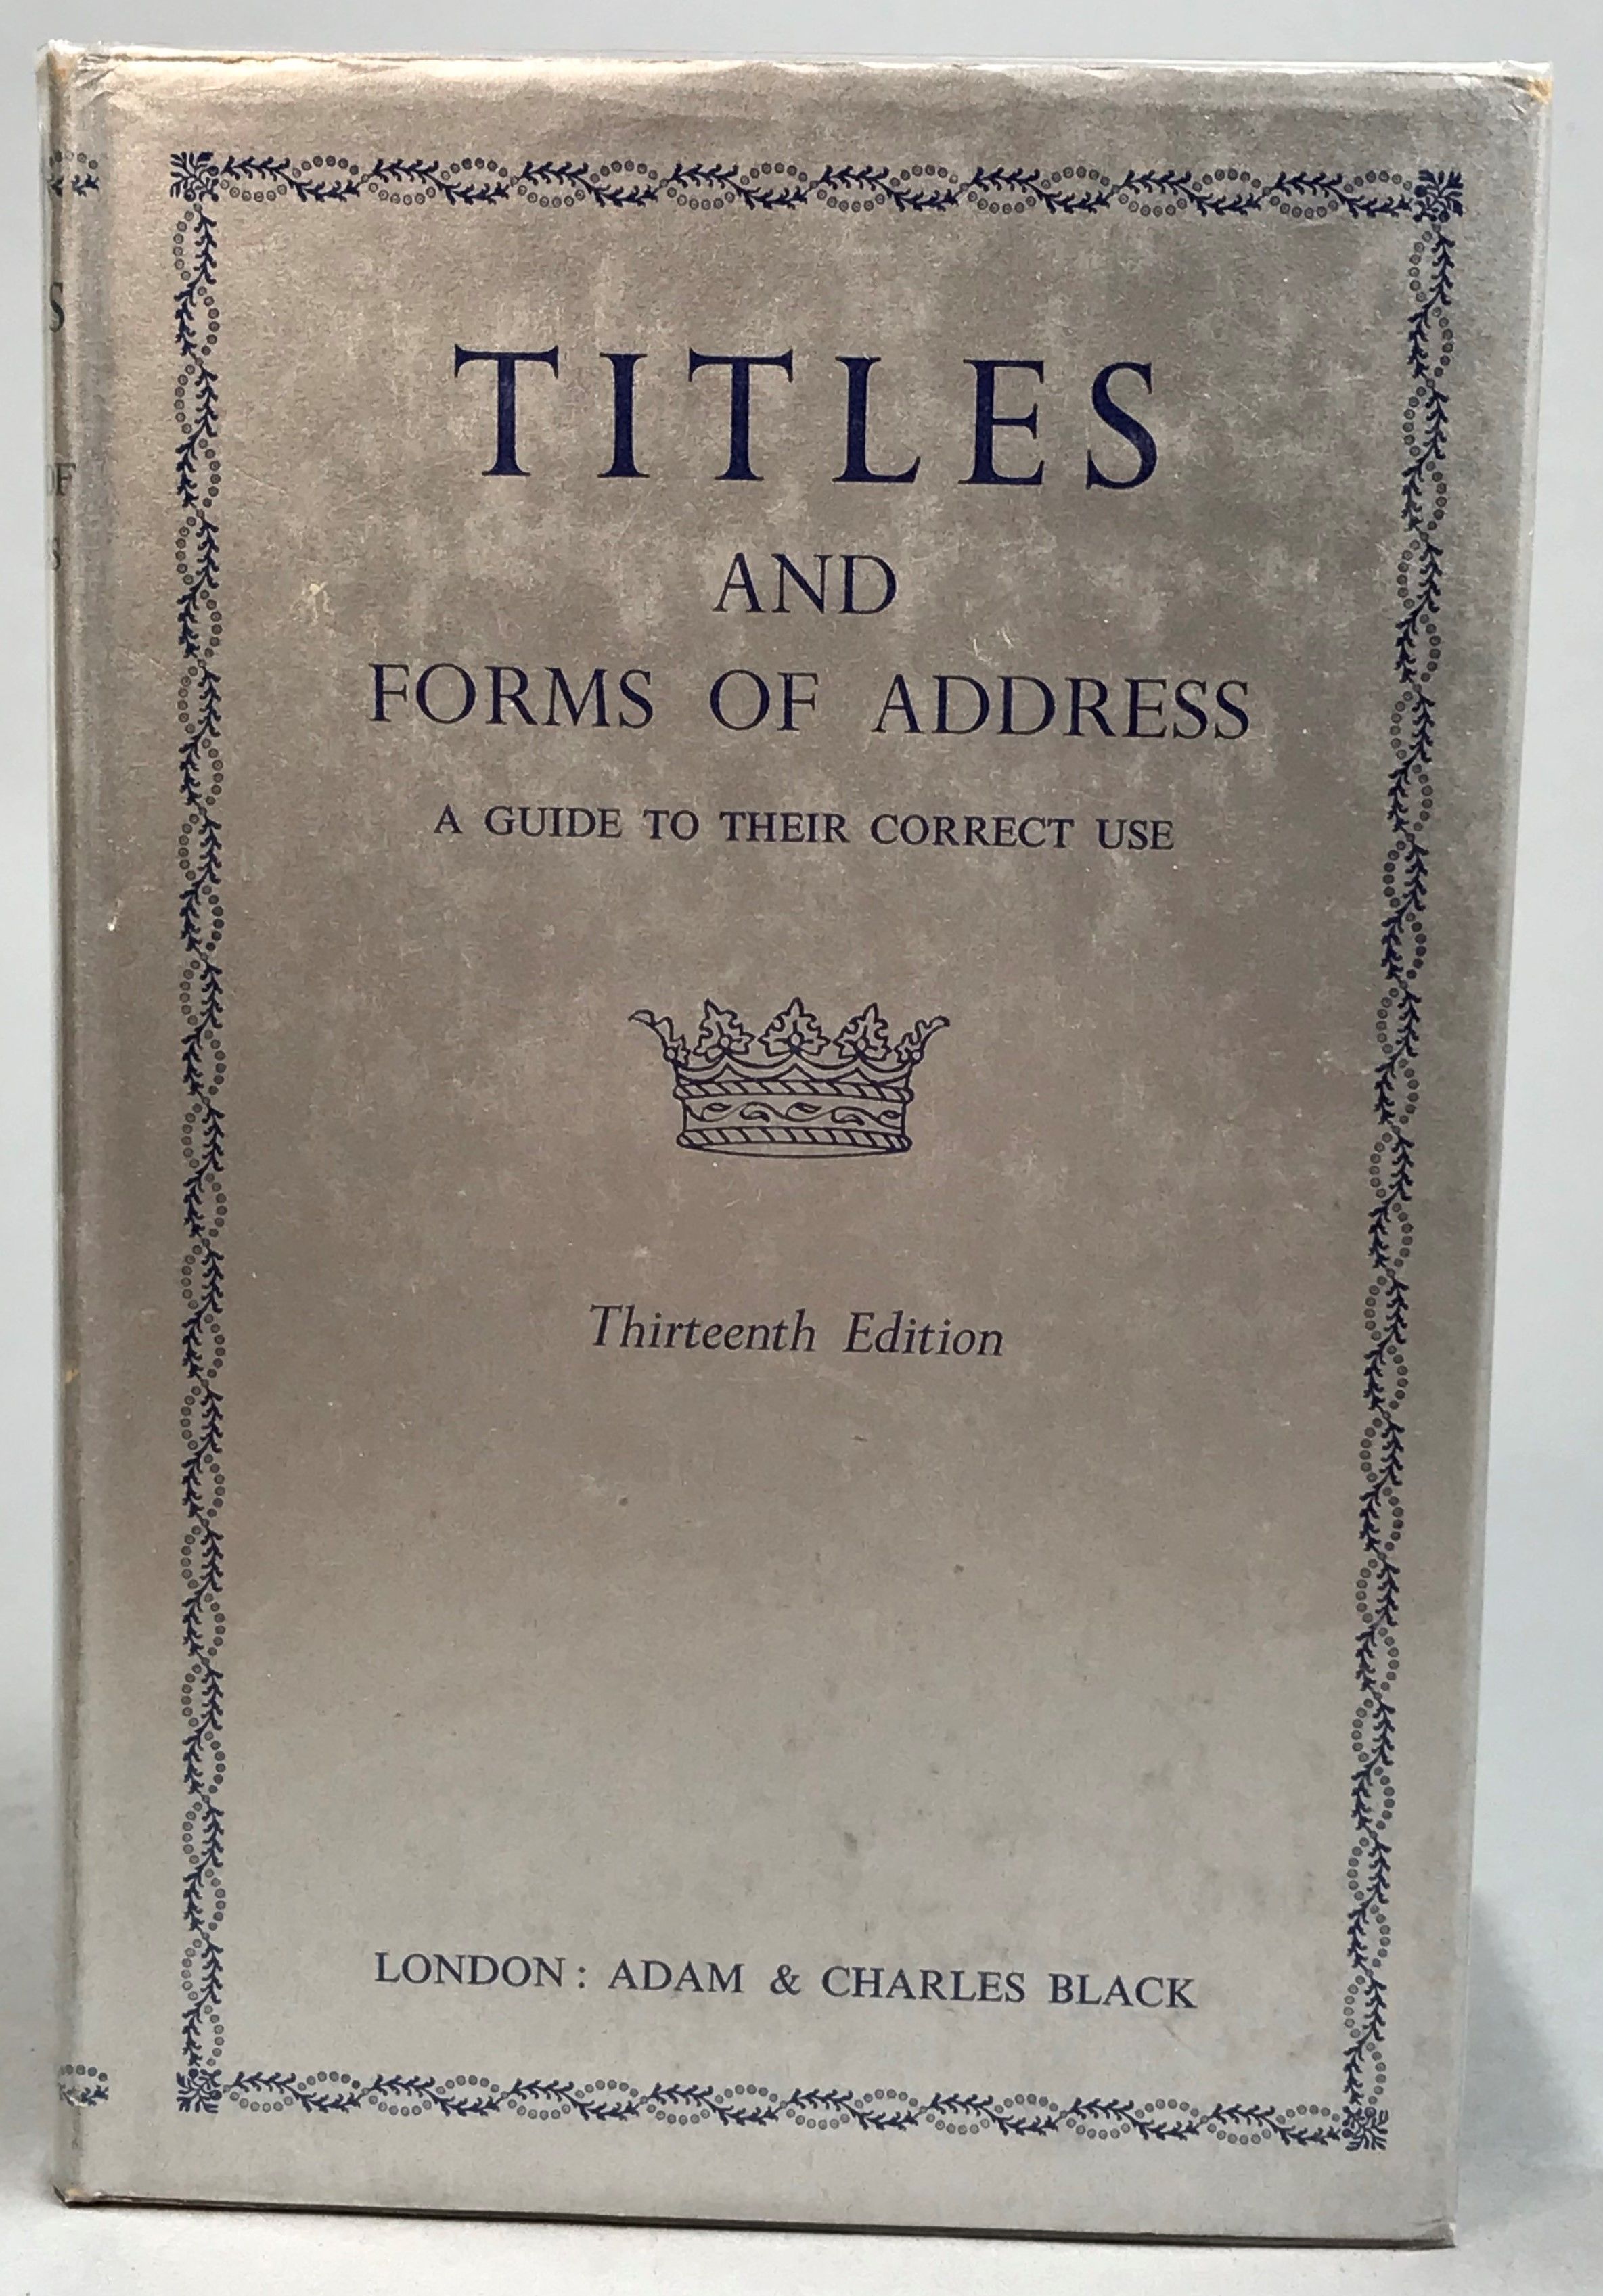 TITLES
AND
FORMS OF ADDRESS
A GUIDE TO THEIR CORRECT USE
Thirteenth Edition
LONDON: ADAM & CHARLES BLACK